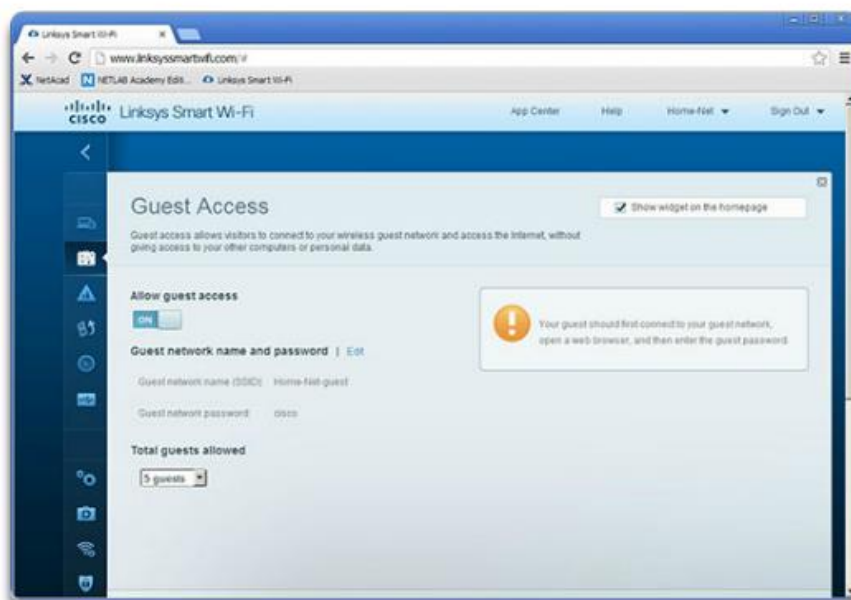 Linksys Smart Wi-Fi
www.linksyssmartwifi.com/#
NetAcad NETLAB Academy Edit... Linksys Smart Wi-Fi
CISCO Linksys Smart Wi-Fi App Center Help Home-Net Sign Out
Guest Access
Show widget on the homepage
Guest access allows visitors to connect to your wireless guest network and access the Internet, without
giving access to your other computers or personal data.
Allow guest access
ON
Your guest should first connect to your guest network,
open a web browser, and then enter the guest password.
Guest network name and password | Edit
Guest network name (SSID) Home-Net-guest
Guest network password cisco
Total guests allowed
5 guests